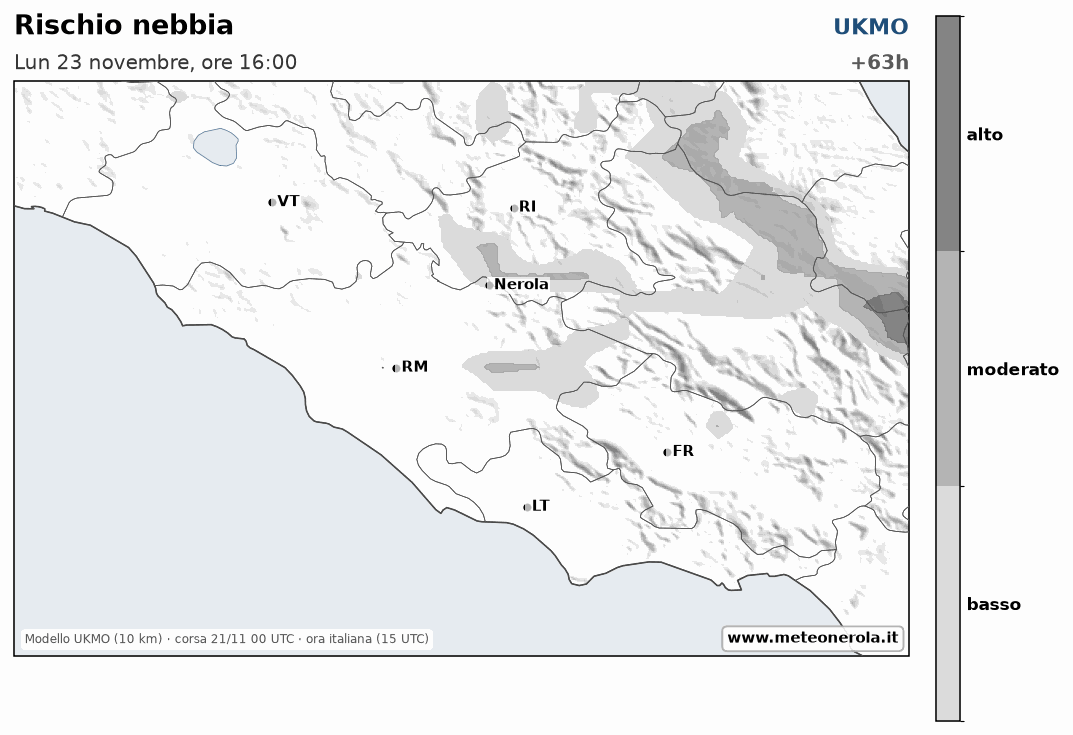 Rischio nebbia
UKMO
Lun 23 novembre, ore 16:00
+63h
alto
VT
RI
Nerola
RM
moderato
FR
LT
basso
Modello UKMO (10 km) · corsa 21/11 00 UTC · ora italiana (15 UTC)
www.meteonerola.it